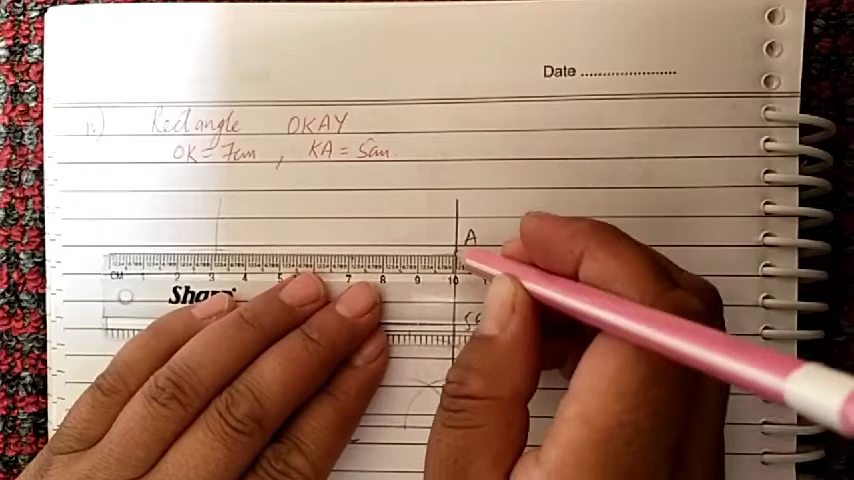 Date ........................
1.) Rectangle OKAY
OK = 7cm , KA = 5cm.
A
CM 1 2 3 4 5 6 7 8 9 10
Sharp